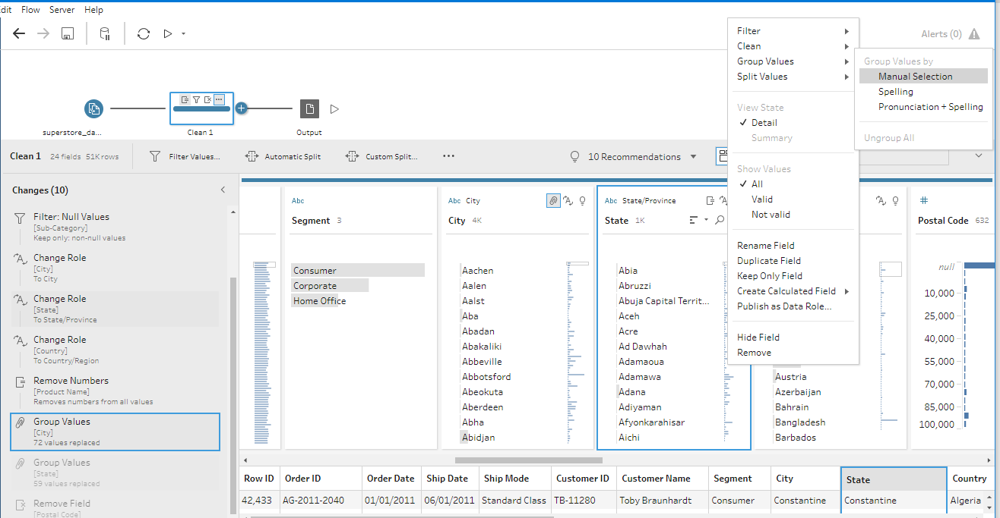 dit Flow Server Help
Alerts (0)
superstore_da...
Clean 1
Output
Clean 1 24 fields 51K rows
Filter Values...
Automatic Split
Custom Split...
10 Recommendations
Filter
Clean
Group Values
Split Values
View State
Detail
Summary
Show Values
All
Valid
Not valid
Rename Field
Duplicate Field
Keep Only Field
Create Calculated Field
Publish as Data Role...
Hide Field
Remove
Group Values by
Manual Selection
Spelling
Pronunciation + Spelling
Ungroup All
Changes (10)
Filter: Null Values
[Sub-Category]
Keep only: non-null values
Change Role
[City]
To City
Change Role
[State]
To State/Province
Change Role
[Country]
To Country/Region
Remove Numbers
[Product Name]
Removes numbers from all values
Group Values
[City]
72 values replaced
Group Values
[State]
59 values replaced
Remove Field
[Postal Code]
Abc
Segment 3
Consumer
Corporate
Home Office
Abc City
City 4K
Aachen
Aalen
Aalst
Aba
Abadan
Abakaliki
Abbeville
Abbotsford
Abeokuta
Aberdeen
Abha
Abidjan
Abc State/Province
State 1K
Abia
Abruzzi
Abuja Capital Territ...
Aceh
Acre
Ad Dawhah
Adamaoua
Adamawa
Adana
Adiyaman
Afyonkarahisar
Aichi
Austria
Azerbaijan
Bahrain
Bangladesh
Barbados
#
Postal Code 632
null
10,000
25,000
40,000
55,000
70,000
85,000
100,000
Row ID Order ID Order Date Ship Date Ship Mode Customer ID Customer Name Segment City State Country
42,433 AG-2011-2040 01/01/2011 06/01/2011 Standard Class TB-11280 Toby Braunhardt Consumer Constantine Constantine Algeria